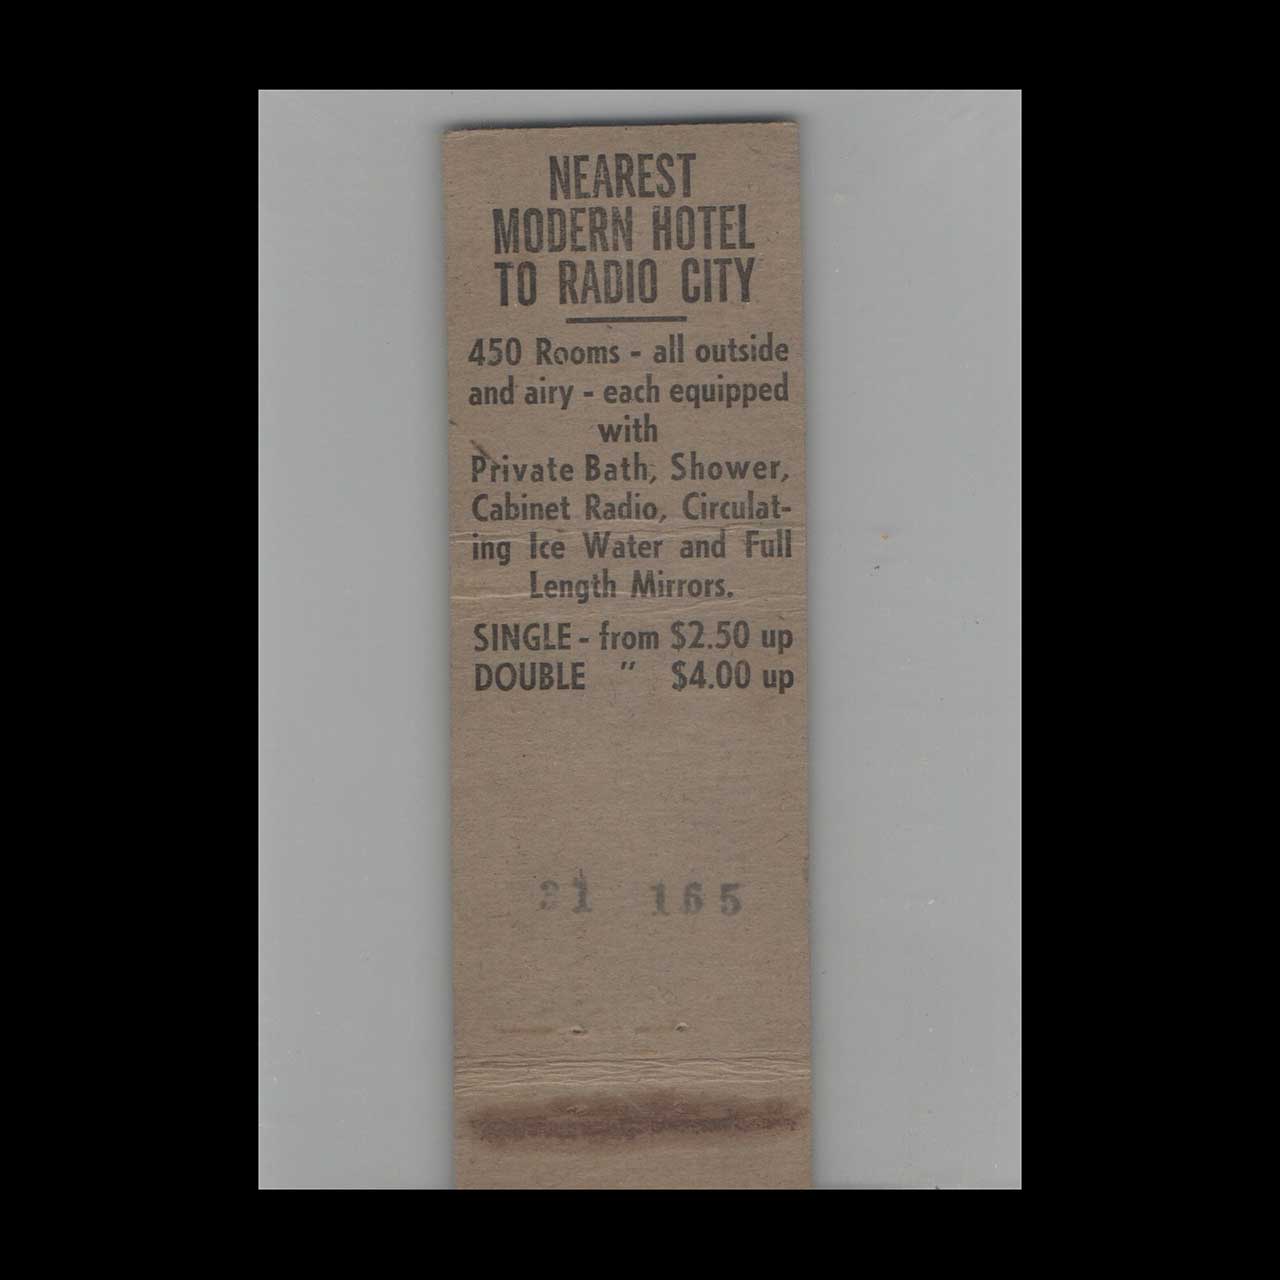 NEAREST
MODERN HOTEL
TO RADIO CITY
450 Rooms - all outside
and airy - each equipped
with
Private Bath, Shower,
Cabinet Radio, Circulat-
ing Ice Water and Full
Length Mirrors.
SINGLE - from $2.50 up
DOUBLE " $4.00 up
31 165